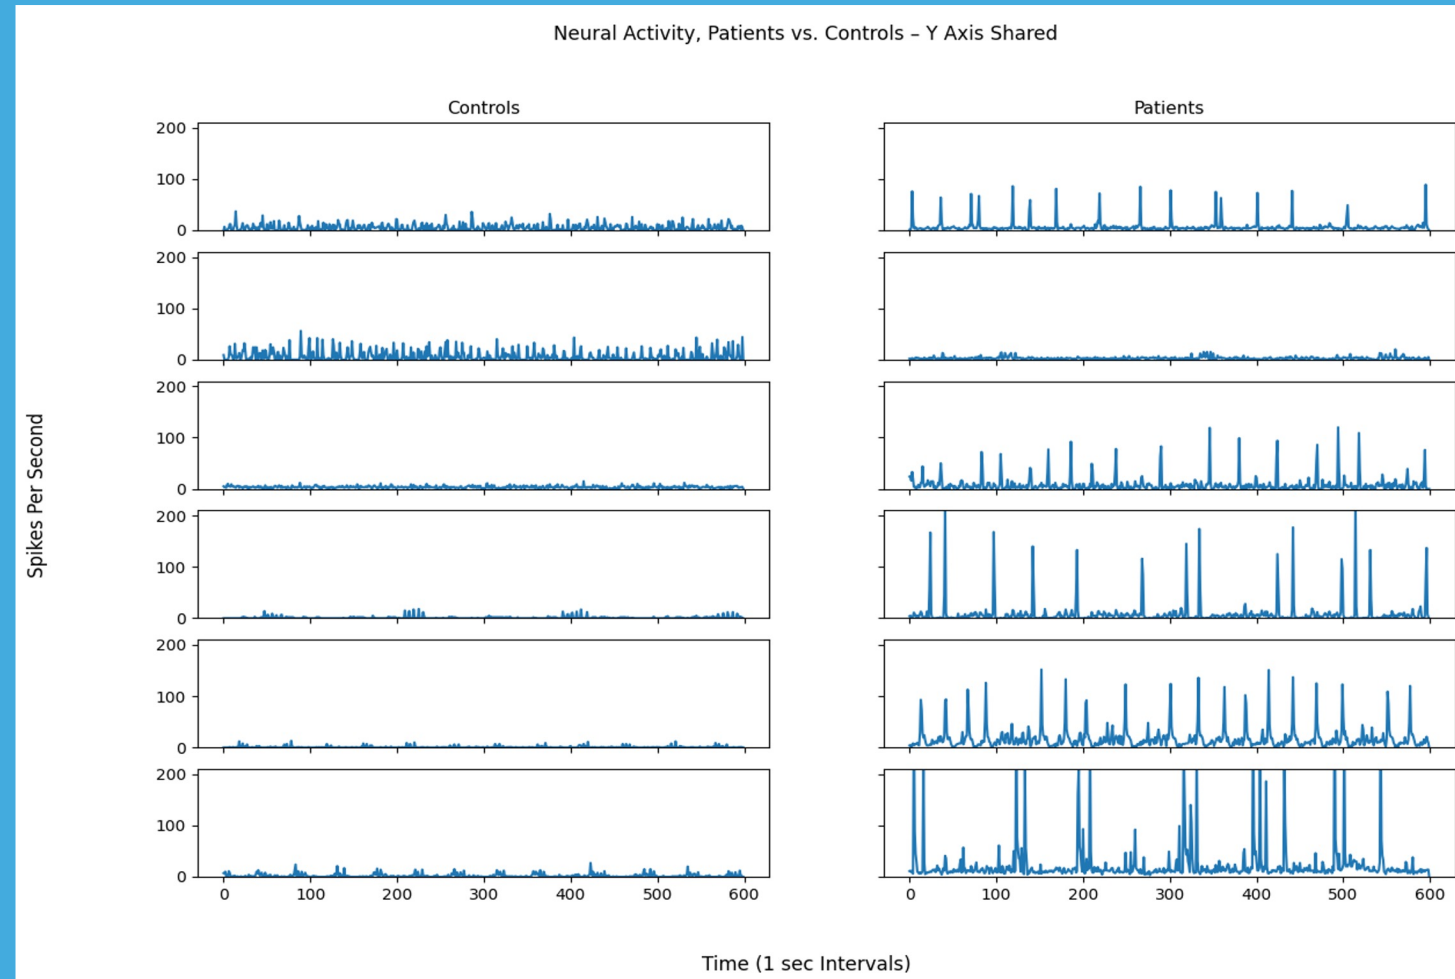 Neural Activity, Patients vs. Controls – Y Axis Shared
Controls
Patients
200
100
0
200
100
0
200
100
0
200
100
0
200
100
0
200
100
0
Spikes Per Second
0 100 200 300 400 500 600
0 100 200 300 400 500 600
Time (1 sec Intervals)